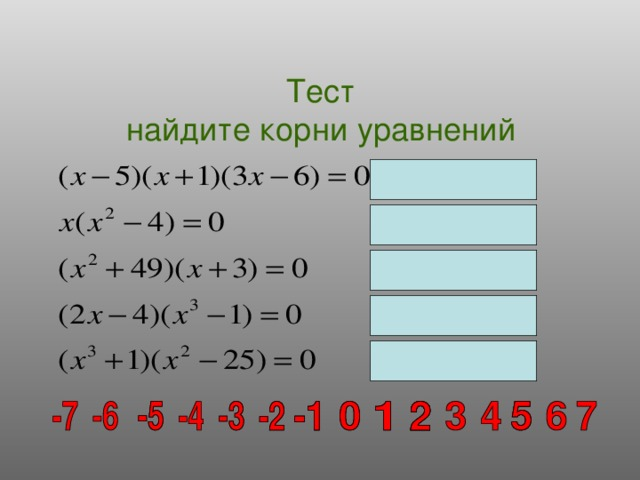 Тест
найдите корни уравнений
(x − 5)(x + 1)(3x − 6) = 0
x(x² − 4) = 0
(x² + 49)(x + 3) = 0
(2x − 4)(x³ − 1) = 0
(x³ + 1)(x² − 25) = 0
-7 -6 -5 -4 -3 -2 -1 0 1 2 3 4 5 6 7